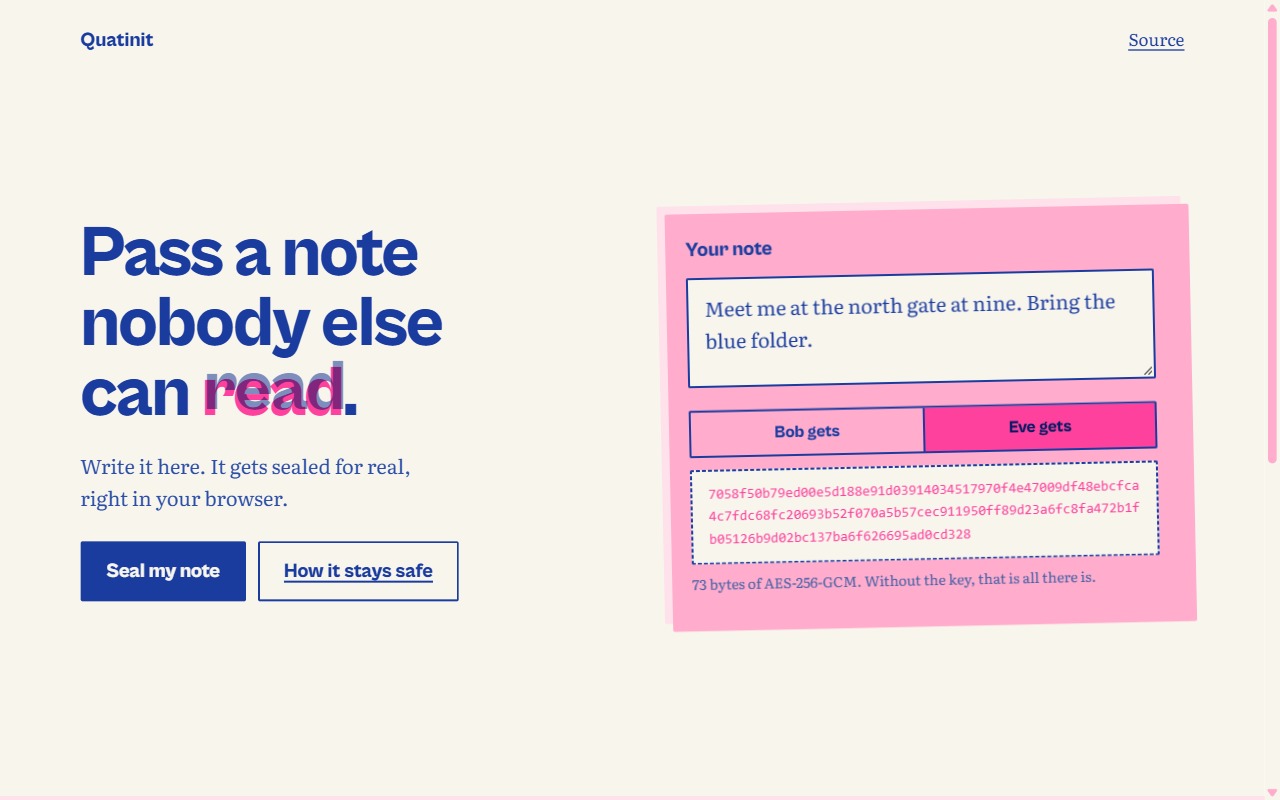 Quatinit
Source
Pass a note
nobody else
can read.
Write it here. It gets sealed for real,
right in your browser.
Seal my note
How it stays safe
Your note
Meet me at the north gate at nine. Bring the
blue folder.
Bob gets
Eve gets
7058f50b79ed00e5d188e91d03914034517970f4e47009df48ebcfca
4c7fdc68fc20693b52f070a5b57cec911950ff89d23a6fc8fa472b1f
b05126b9d02bc137ba6f626695ad0cd328
73 bytes of AES-256-GCM. Without the key, that is all there is.